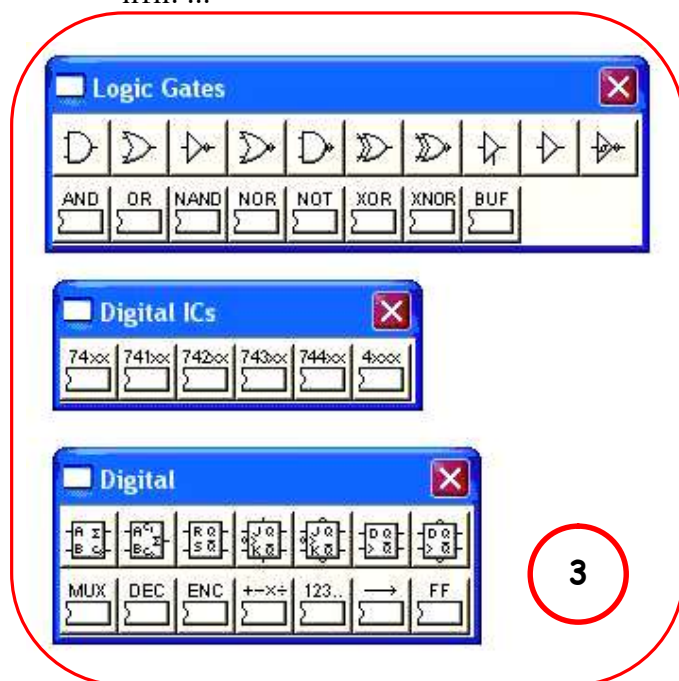 Logic Gates
AND OR NAND NOR NOT XOR XNOR BUF
Digital ICs
74xx 741xx 742xx 743xx 744xx 4xxx
Digital
A Σ A Σ R Q J Q J Q D Q D Q
B C B C S Q K Q K Q > Q > Q
MUX DEC ENC +-×÷ 123.. → FF
3